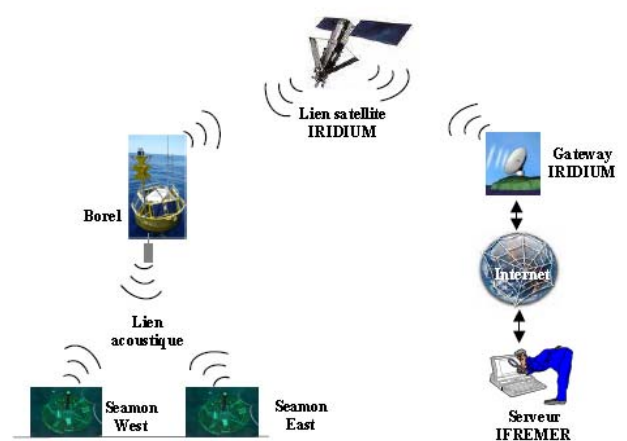 Lien satellite
IRIDIUM
Gateway
IRIDIUM
Borel
Internet
Lien
acoustique
Seamon
West
Seamon
East
Serveur
IFREMER